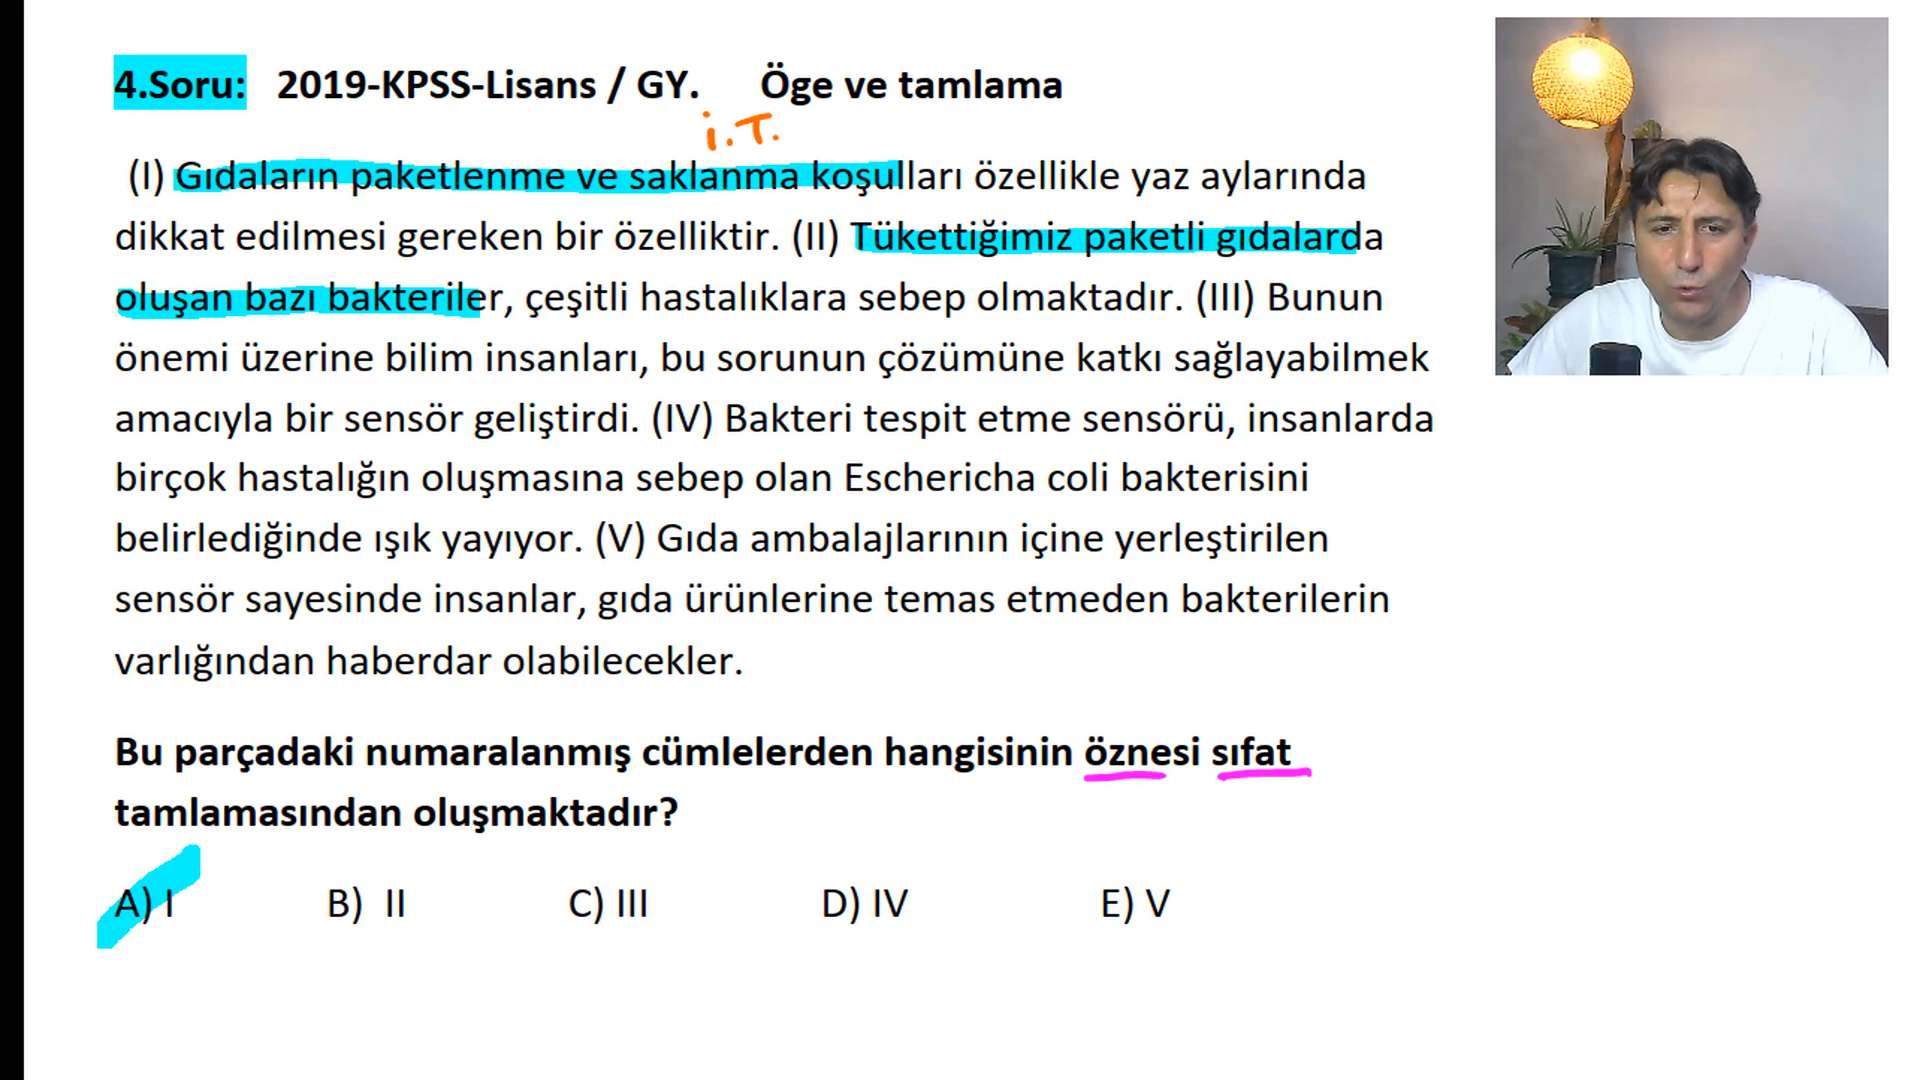 4.Soru: 2019-KPSS-Lisans / GY. Öge ve tamlama
i.T.
(I) Gıdaların paketlenme ve saklanma koşulları özellikle yaz aylarında
dikkat edilmesi gereken bir özelliktir. (II) Tükettiğimiz paketli gıdalarda
oluşan bazı bakteriler, çeşitli hastalıklara sebep olmaktadır. (III) Bunun
önemi üzerine bilim insanları, bu sorunun çözümüne katkı sağlayabilmek
amacıyla bir sensör geliştirdi. (IV) Bakteri tespit etme sensörü, insanlarda
birçok hastalığın oluşmasına sebep olan Eschericha coli bakterisini
belirlediğinde ışık yayıyor. (V) Gıda ambalajlarının içine yerleştirilen
sensör sayesinde insanlar, gıda ürünlerine temas etmeden bakterilerin
varlığından haberdar olabilecekler.
Bu parçadaki numaralanmış cümlelerden hangisinin öznesi sıfat
tamlamasından oluşmaktadır?
A) I B) II C) III D) IV E) V